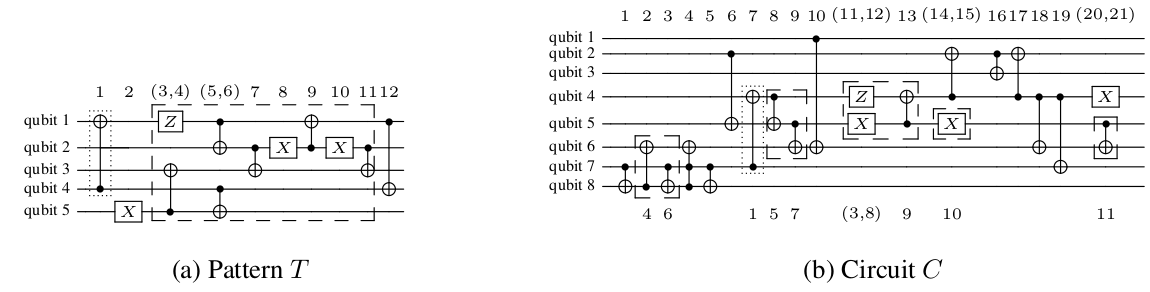 1 2 (3,4) (5,6) 7 8 9 10 11 12
qubit 1 Z
qubit 2 X X
qubit 3
qubit 4
qubit 5 X
(a) Pattern T
1 2 3 4 5 6 7 8 9 10 (11,12) 13 (14,15) 16 17 18 19 (20,21)
qubit 1
qubit 2
qubit 3
qubit 4 Z X
qubit 5 X X
qubit 6
qubit 7
qubit 8
4 6 1 5 7 (3,8) 9 10 11
(b) Circuit C